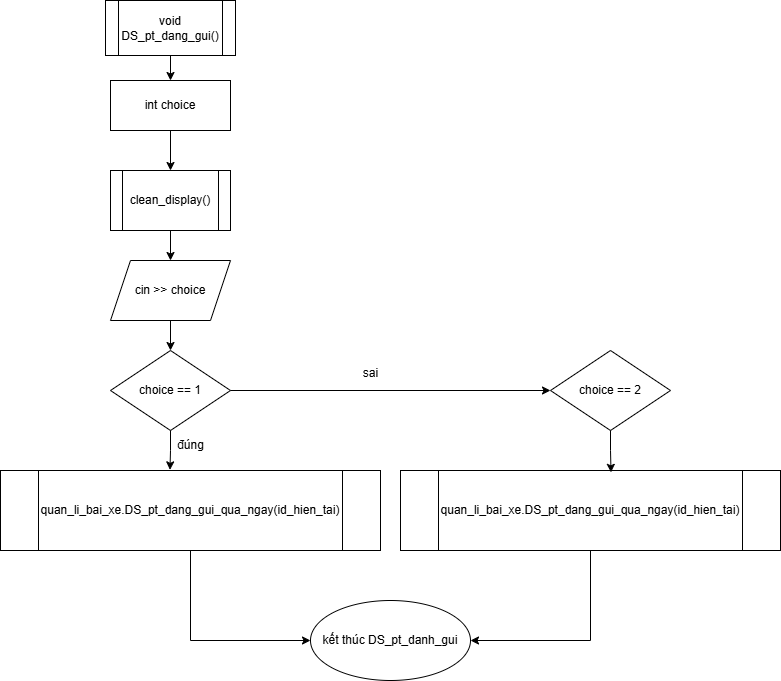 void
DS_pt_dang_gui()
int choice
clean_display()
cin >> choice
choice == 1
sai
choice == 2
đúng
quan_li_bai_xe.DS_pt_dang_gui_qua_ngay(id_hien_tai)
quan_li_bai_xe.DS_pt_dang_gui_qua_ngay(id_hien_tai)
kết thúc DS_pt_danh_gui